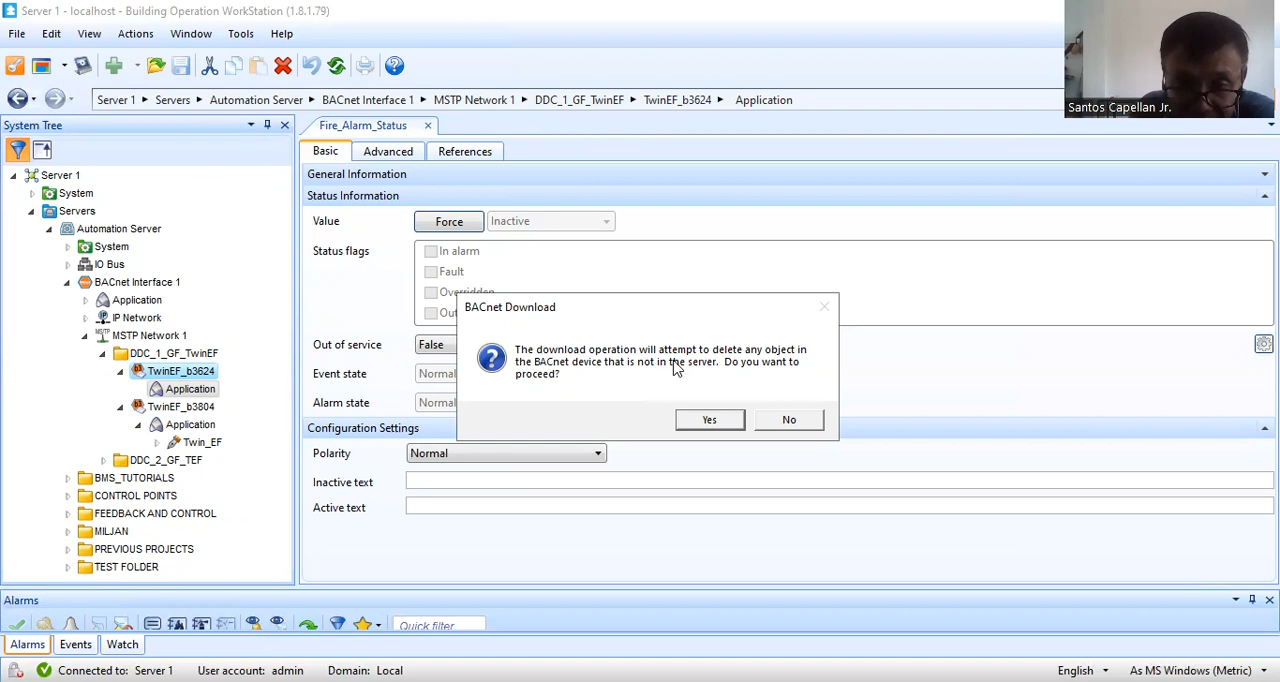 Server 1 - localhost - Building Operation WorkStation (1.8.1.79)
File Edit View Actions Window Tools Help
Santos Capellan Jr.
Server 1 Servers Automation Server BACnet Interface 1 MSTP Network 1 DDC_1_GF_TwinEF TwinEF_b3624 Application
System Tree
Server 1
System
Servers
Automation Server
System
IO Bus
BACnet Interface 1
Application
IP Network
MSTP Network 1
DDC_1_GF_TwinEF
TwinEF_b3624
Application
TwinEF_b3804
Application
Twin_EF
DDC_2_GF_TEF
BMS_TUTORIALS
CONTROL POINTS
FEEDBACK AND CONTROL
MILJAN
PREVIOUS PROJECTS
TEST FOLDER
Fire_Alarm_Status
Basic Advanced References
General Information
Status Information
Value Force Inactive
Status flags In alarm
Fault
Overridden
Out
Out of service False
Event state Normal
Alarm state Normal
BACnet Download
The download operation will attempt to delete any object in
the BACnet device that is not in the server. Do you want to
proceed?
Yes No
Configuration Settings
Polarity Normal
Inactive text
Active text
Alarms
Quick filter
Alarms Events Watch
Connected to: Server 1 User account: admin Domain: Local English As MS Windows (Metric)